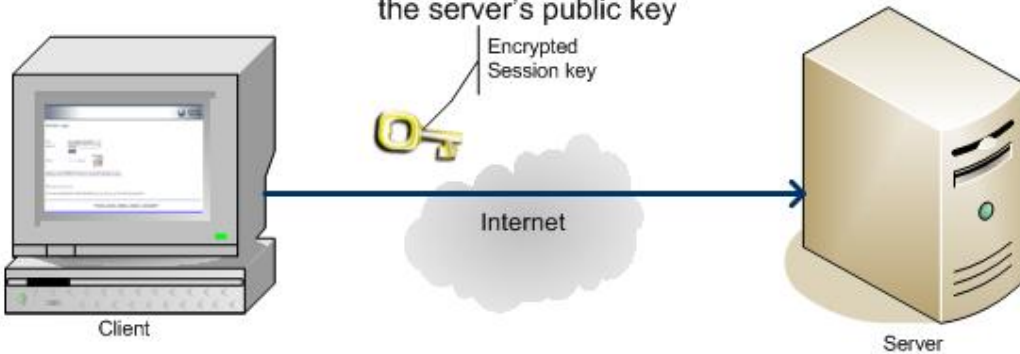 the server's public key
Encrypted
Session key
Internet
Client
Server